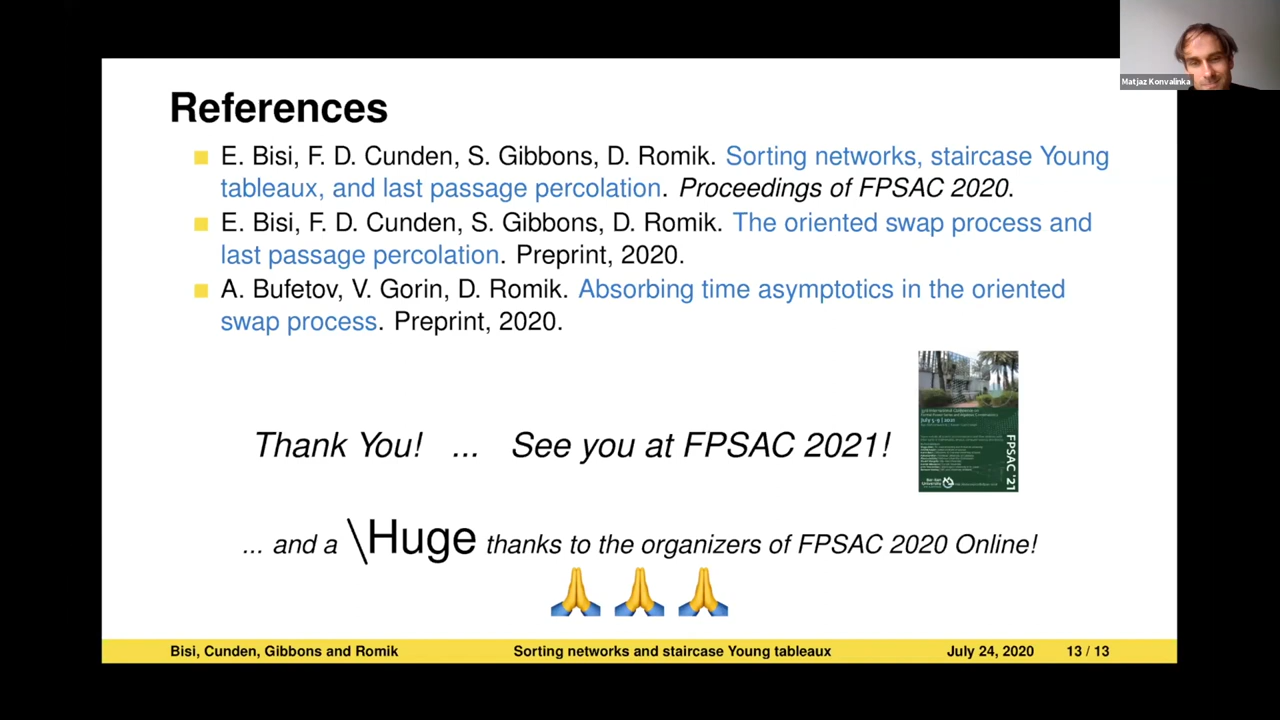 Matjaz Konvalinka
References
E. Bisi, F. D. Cunden, S. Gibbons, D. Romik. Sorting networks, staircase Young
tableaux, and last passage percolation. Proceedings of FPSAC 2020.
E. Bisi, F. D. Cunden, S. Gibbons, D. Romik. The oriented swap process and
last passage percolation. Preprint, 2020.
A. Bufetov, V. Gorin, D. Romik. Absorbing time asymptotics in the oriented
swap process. Preprint, 2020.
Thank You! ... See you at FPSAC 2021!
FPSAC '21
... and a \Huge thanks to the organizers of FPSAC 2020 Online!
Bisi, Cunden, Gibbons and Romik Sorting networks and staircase Young tableaux July 24, 2020 13 / 13